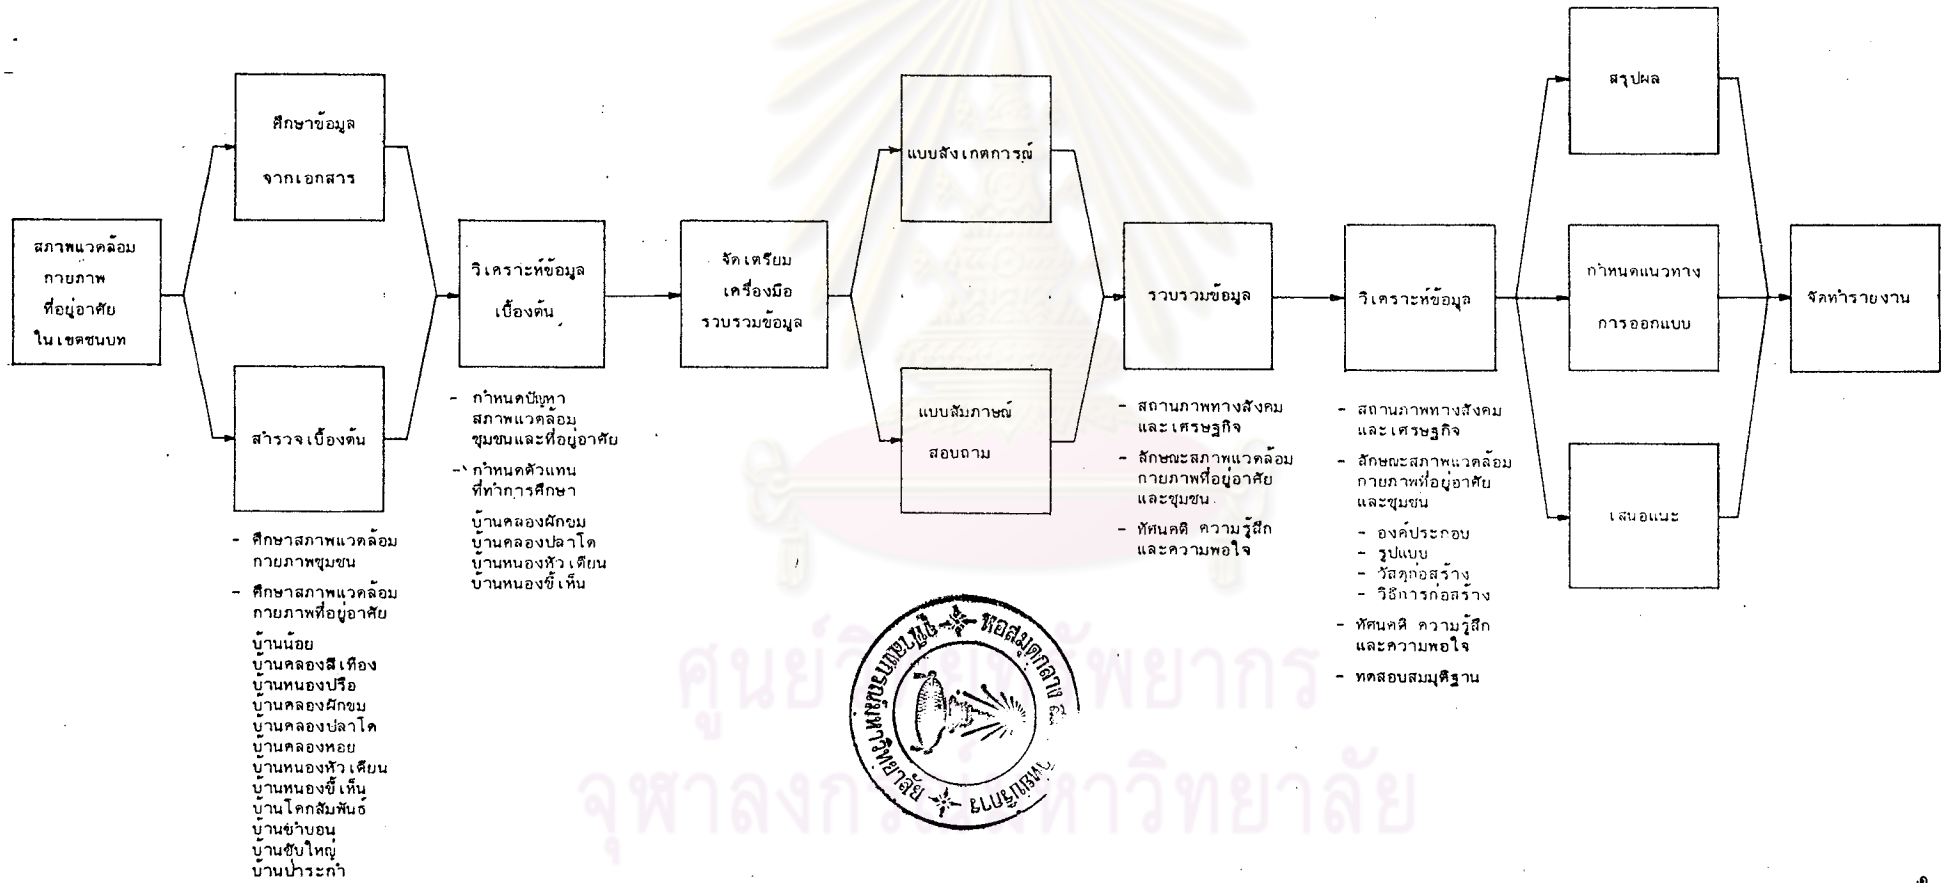 สภาพแวดล้อม
กายภาพ
ที่อยู่อาศัย
ในเขตชนบท
ศึกษาข้อมูล
จากเอกสาร
สำรวจเบื้องต้น
- ศึกษาสภาพแวดล้อม
กายภาพชุมชน
- ศึกษาสภาพแวดล้อม
กายภาพที่อยู่อาศัย
บ้านน้อย
บ้านคลองสีเทือง
บ้านหนองปรือ
บ้านคลองผักขม
บ้านคลองปลาโด
บ้านคลองหอย
บ้านหนองหัวเตียน
บ้านหนองขี้เห็น
บ้านโคกสัมพันธ์
บ้านขำบอน
บ้านขับใหญ่
บ้านปาระกำ
วิเคราะห์ข้อมูล
เบื้องต้น
- กำหนดปัญหา
สภาพแวดล้อม
ชุมชนและที่อยู่อาศัย
- กำหนดตัวแทน
ที่ทำการศึกษา
บ้านคลองผักขม
บ้านคลองปลาโด
บ้านหนองหัวเตียน
บ้านหนองขี้เห็น
จัดเตรียม
เครื่องมือ
รวบรวมข้อมูล
แบบสังเกตการณ์
แบบสัมภาษณ์
สอบถาม
รวบรวมข้อมูล
- สถานภาพทางสังคม
และเศรษฐกิจ
- ลักษณะสภาพแวดล้อม
กายภาพที่อยู่อาศัย
และชุมชน
- ทัศนคติ ความรู้สึก
และความพอใจ
วิเคราะห์ข้อมูล
- สถานภาพทางสังคม
และเศรษฐกิจ
- ลักษณะสภาพแวดล้อม
กายภาพที่อยู่อาศัย
และชุมชน
- องค์ประกอบ
- รูปแบบ
- วัสดุก่อสร้าง
- วิธีการก่อสร้าง
- ทัศนคติ ความรู้สึก
และความพอใจ
- ทดสอบสมมุติฐาน
สรุปผล
กำหนดแนวทาง
การออกแบบ
เสนอแนะ
จัดทำรายงาน
หอสมุดกลาง
จุฬาลงกรณ์มหาวิทยาลัย
ศูนย์วิทยทรัพยากร
จุฬาลงกรณ์มหาวิทยาลัย